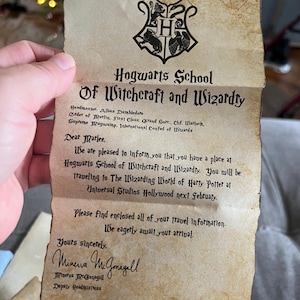 H
Hogwarts School
Of Witchcraft and Wizardry
Headmaster: Albus Dumbledore
Order of Merlin, First Class, Grand Sorc., Chf. Warlock,
Supreme Mugwump, International Confed. of Wizards
Dear Marlee,
We are pleased to inform you that you have a place at
Hogwarts School of Witchcraft and Wizardry. You will be
traveling to The Wizarding World of Harry Potter at
Universal Studios Hollywood next February.
Please find enclosed all of your travel information.
We eagerly await your arrival.
Yours sincerely,
Minerva McGonagall
Minerva McGonagall
Deputy Headmistress